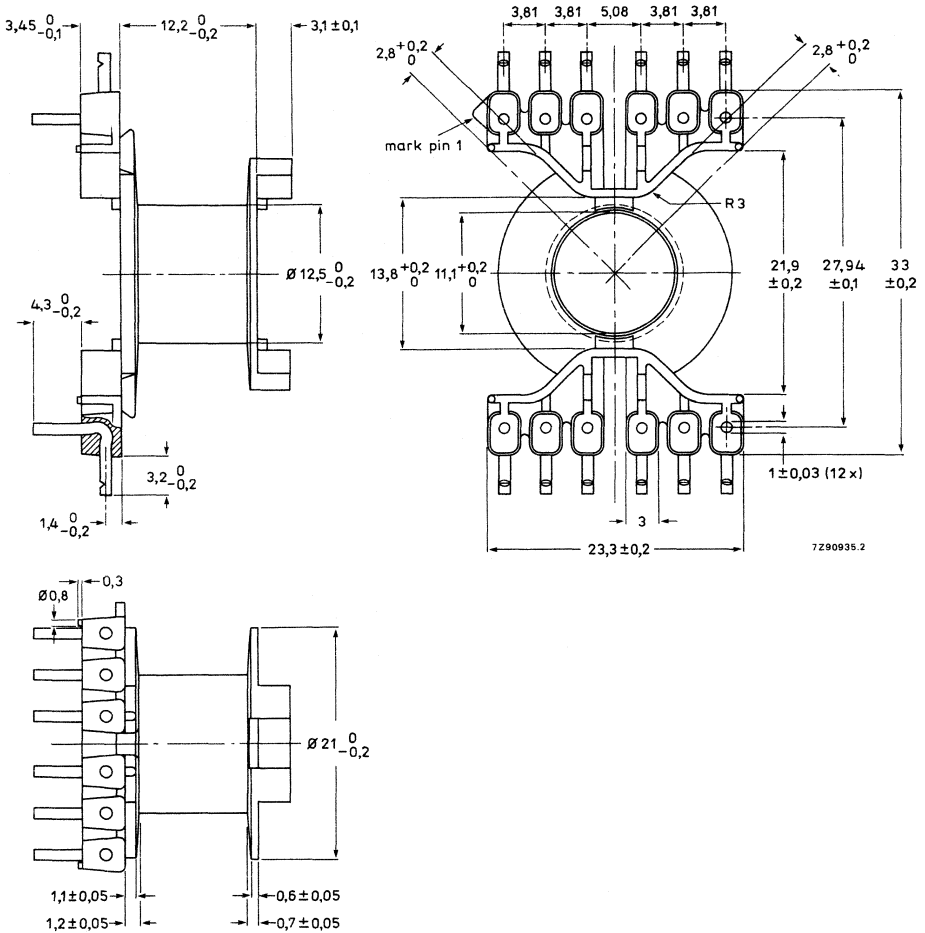 3,45 0 -0,1
12,2 0 -0,2
3,1 ± 0,1
Ø 12,5 0 -0,2
4,3 0 -0,2
3,2 0 -0,2
1,4 0 -0,2
3,81 3,81 5,08 3,81 3,81
2,8 +0,2 0
2,8 +0,2 0
mark pin 1
R3
13,8 +0,2 0
11,1 +0,2 0
21,9 ±0,2
27,94 ±0,1
33 ±0,2
1 ± 0,03 (12 x)
3
23,3 ± 0,2
7Z90935.2
0,3
Ø0,8
Ø 21 0 -0,2
1,1 ± 0,05
0,6 ± 0,05
1,2 ± 0,05
0,7 ± 0,05